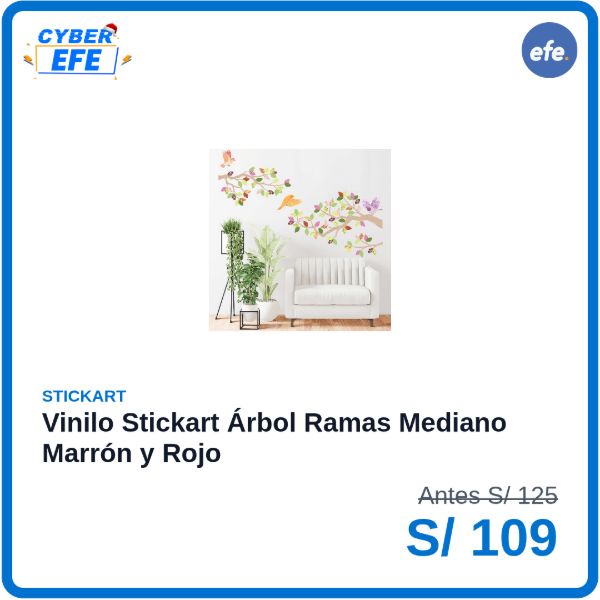 CYBER
EFE
efe.
STICKART
Vinilo Stickart Árbol Ramas Mediano
Marrón y Rojo
Antes S/ 125
S/ 109